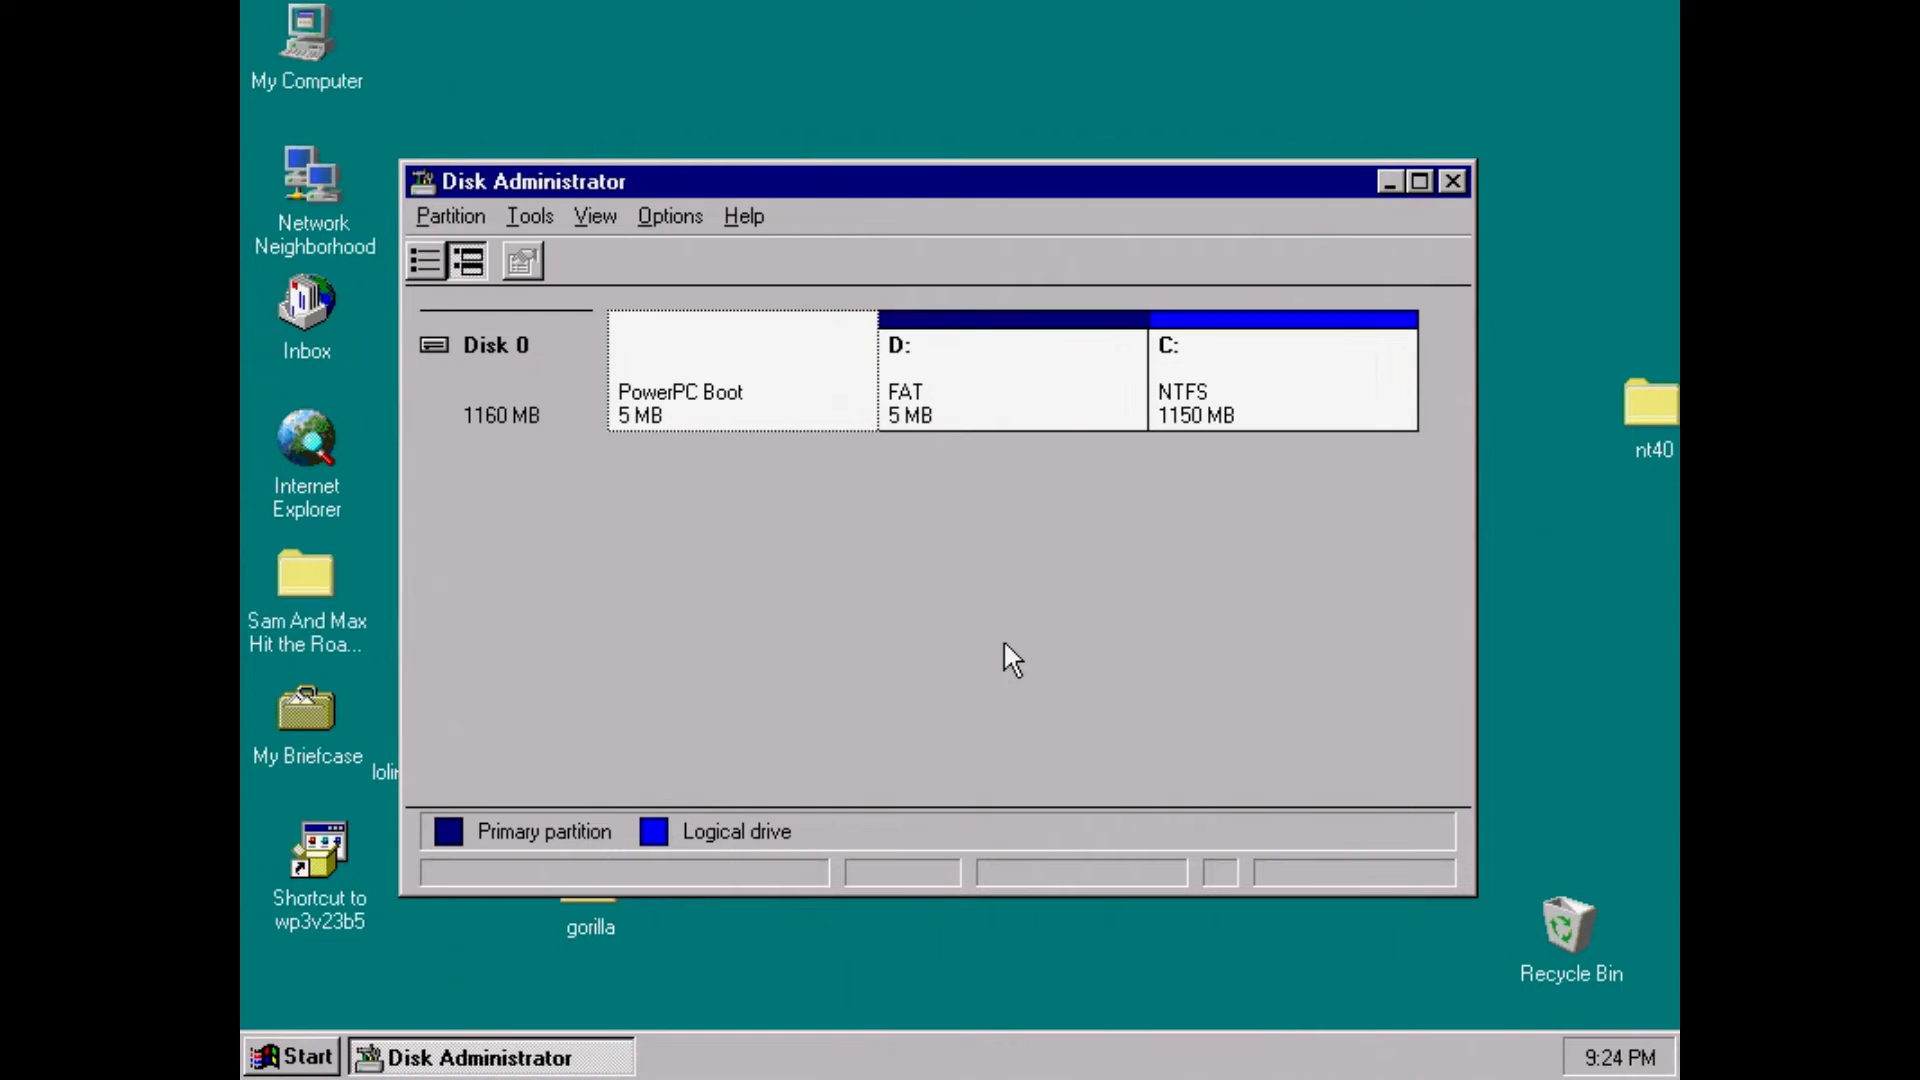 My Computer
Network
Neighborhood
Inbox
Internet
Explorer
Sam And Max
Hit the Roa...
My Briefcase
lolin
Shortcut to
wp3v23b5
gorilla
nt40
Recycle Bin
Disk Administrator
Partition Tools View Options Help
Disk 0
1160 MB
PowerPC Boot
5 MB
D:
FAT
5 MB
C:
NTFS
1150 MB
Primary partition Logical drive
Start
Disk Administrator
9:24 PM